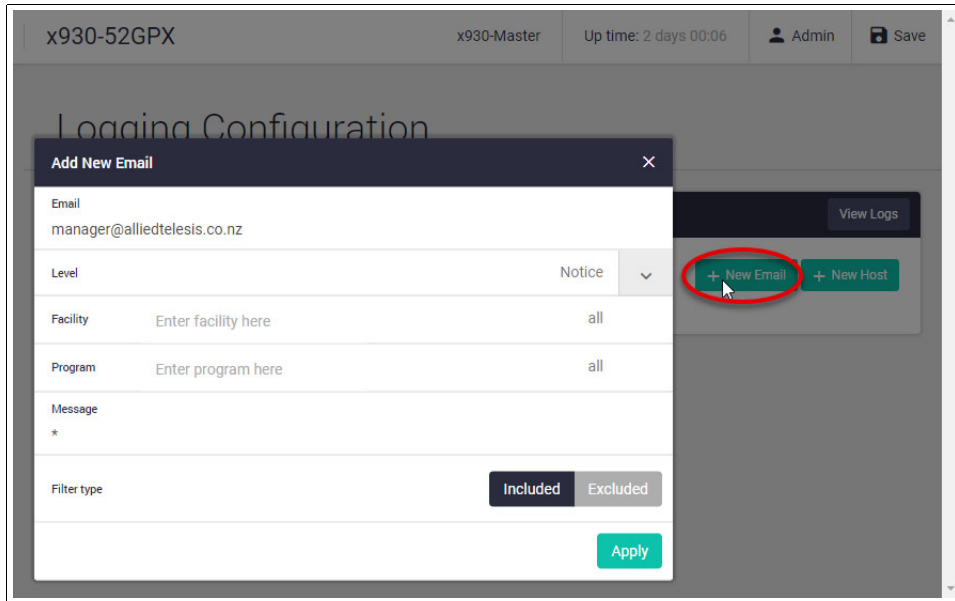 x930-52GPX x930-Master Up time: 2 days 00:06 Admin Save
Logging Configuration
Add New Email ×
View Logs
Email
manager@alliedtelesis.co.nz
Level Notice
+ New Email + New Host
Facility Enter facility here all
Program Enter program here all
Message
*
Filter type Included Excluded
Apply